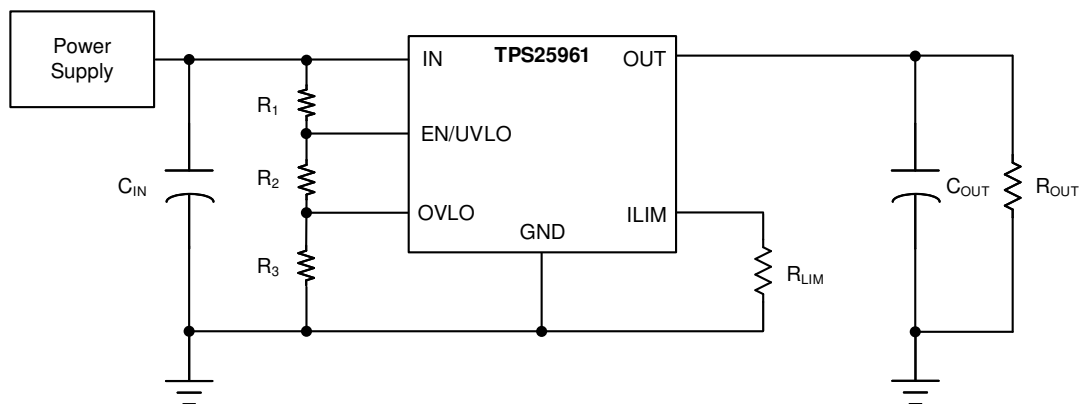 Power
Supply
IN
TPS25961
OUT
R1
EN/UVLO
CIN
R2
COUT
ROUT
OVLO
ILIM
GND
R3
RLIM